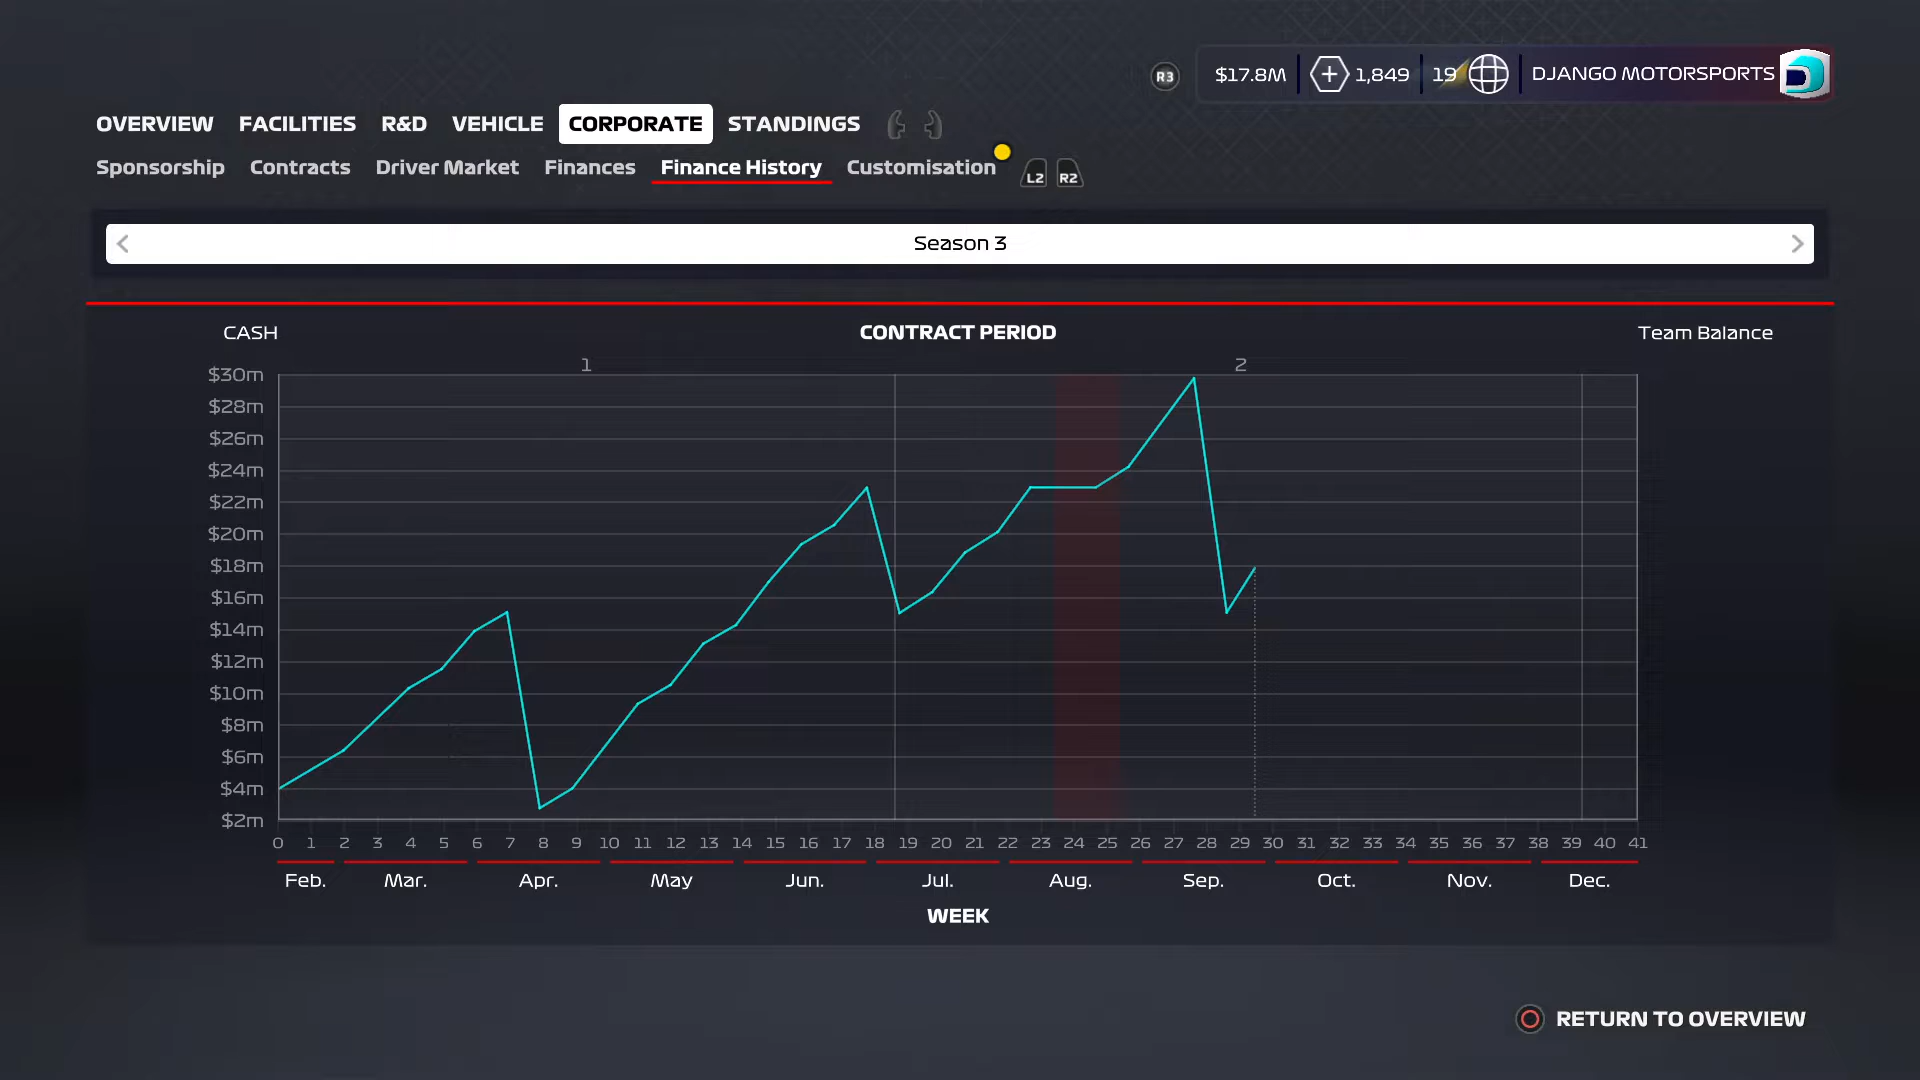 R3 $17.8M 1,849 19 DJANGO MOTORSPORTS
OVERVIEW FACILITIES R&D VEHICLE CORPORATE STANDINGS
Sponsorship Contracts Driver Market Finances Finance History Customisation L2 R2
Season 3
CASH CONTRACT PERIOD Team Balance
1 2
$30m
$28m
$26m
$24m
$22m
$20m
$18m
$16m
$14m
$12m
$10m
$8m
$6m
$4m
$2m
0 1 2 3 4 5 6 7 8 9 10 11 12 13 14 15 16 17 18 19 20 21 22 23 24 25 26 27 28 29 30 31 32 33 34 35 36 37 38 39 40 41
Feb. Mar. Apr. May Jun. Jul. Aug. Sep. Oct. Nov. Dec.
WEEK
RETURN TO OVERVIEW